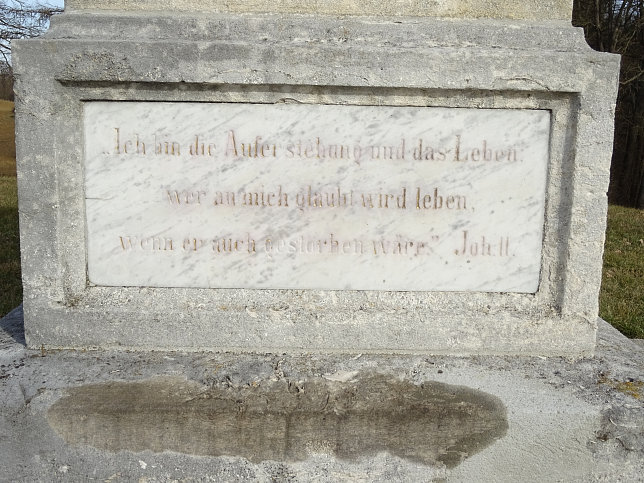 „Ich bin die Auferstehung und das Leben,
wer an mich glaubt wird leben,
wenn er auch gestorben wäre." Joh. 11.